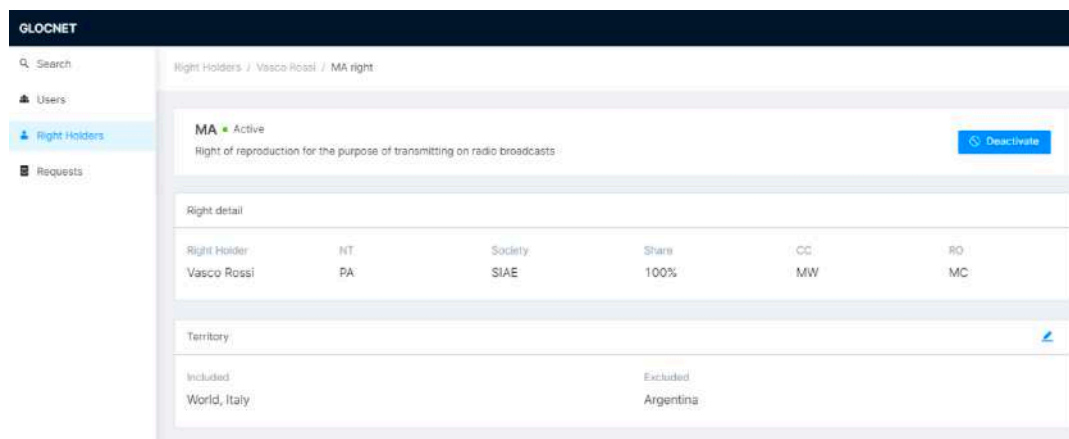 GLOCNET
Search
Users
Right Holders
Requests
Right Holders / Vasco Rossi / MA right
MA Active
Right of reproduction for the purpose of transmitting on radio broadcasts
Deactivate
Right detail
Right Holder NT Society Share CC RO
Vasco Rossi PA SIAE 100% MW MC
Territory
Included Excluded
World, Italy Argentina